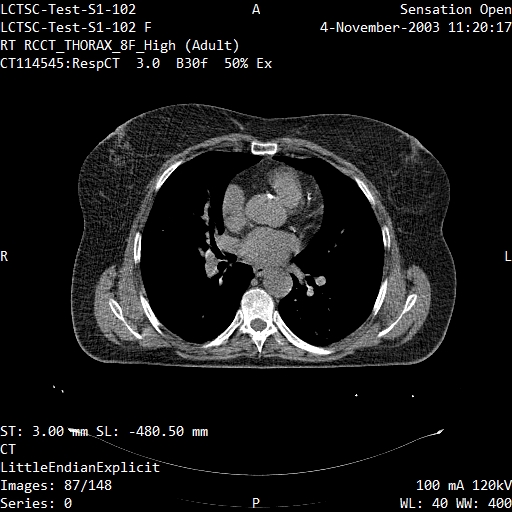 LCTSC-Test-S1-102 A Sensation Open
LCTSC-Test-S1-102 F 4-November-2003 11:20:17
RT RCCT_THORAX_8F_High (Adult)
CT114545:RespCT 3.0 B30f 50% Ex
R L
ST: 3.00 mm SL: -480.50 mm
CT
LittleEndianExplicit
Images: 87/148 100 mA 120kV
Series: 0 P WL: 40 WW: 400